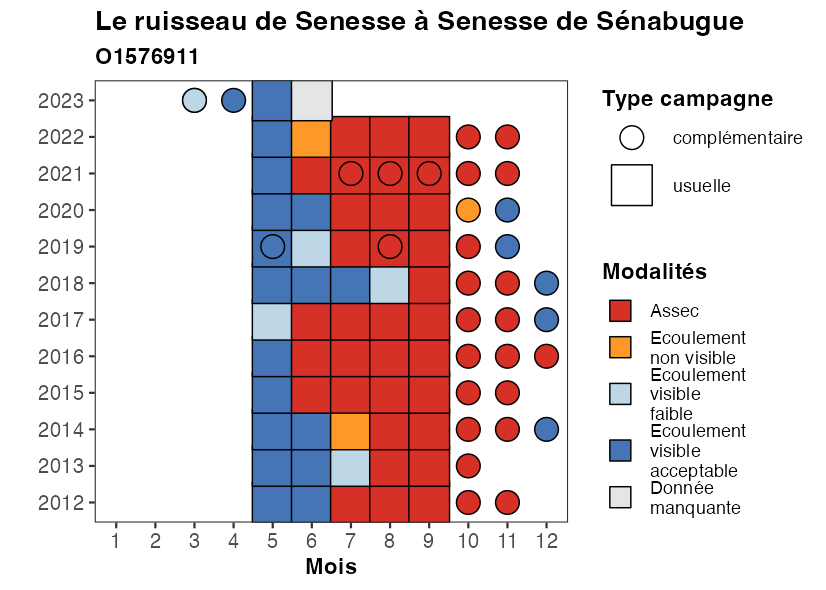 Le ruisseau de Senesse à Senesse de Sénabugue
O1576911
2023
2022
2021
2020
2019
2018
2017
2016
2015
2014
2013
2012
1 2 3 4 5 6 7 8 9 10 11 12
Mois
Type campagne
complémentaire
usuelle
Modalités
Assec
Ecoulement
non visible
Ecoulement
visible
faible
Ecoulement
visible
acceptable
Donnée
manquante